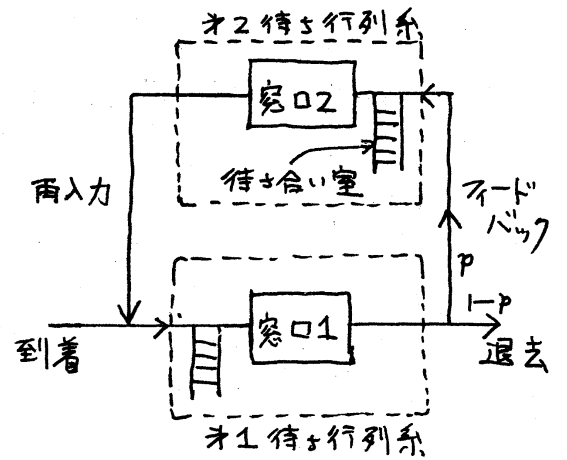 第2待ち行列系
窓口2
待ち合い室
再入力
フィード
バック
p
1-p
到着
窓口1
退去
第1待ち行列系